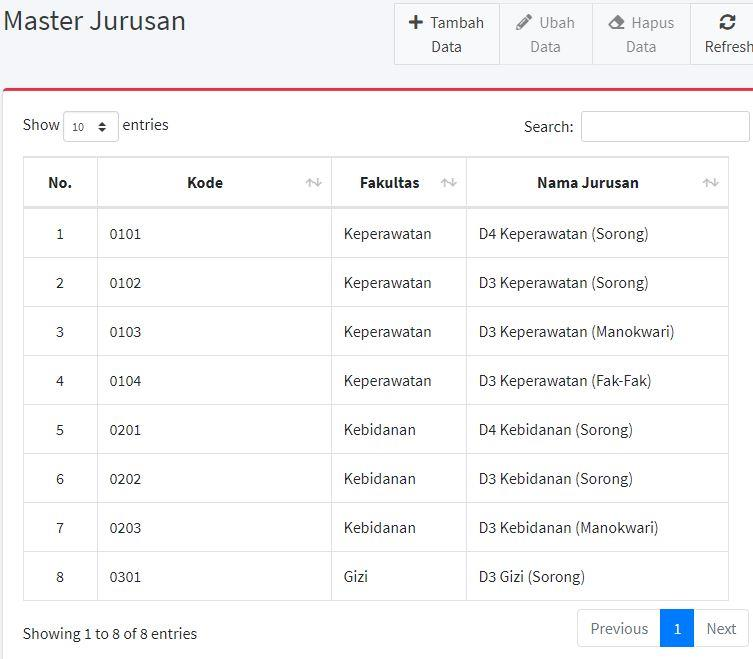 Master Jurusan
Tambah Data
Ubah Data
Hapus Data
Refresh
Show 10 entries
Search:
No. Kode Fakultas Nama Jurusan
1 0101 Keperawatan D4 Keperawatan (Sorong)
2 0102 Keperawatan D3 Keperawatan (Sorong)
3 0103 Keperawatan D3 Keperawatan (Manokwari)
4 0104 Keperawatan D3 Keperawatan (Fak-Fak)
5 0201 Kebidanan D4 Kebidanan (Sorong)
6 0202 Kebidanan D3 Kebidanan (Sorong)
7 0203 Kebidanan D3 Kebidanan (Manokwari)
8 0301 Gizi D3 Gizi (Sorong)
Showing 1 to 8 of 8 entries
Previous 1 Next